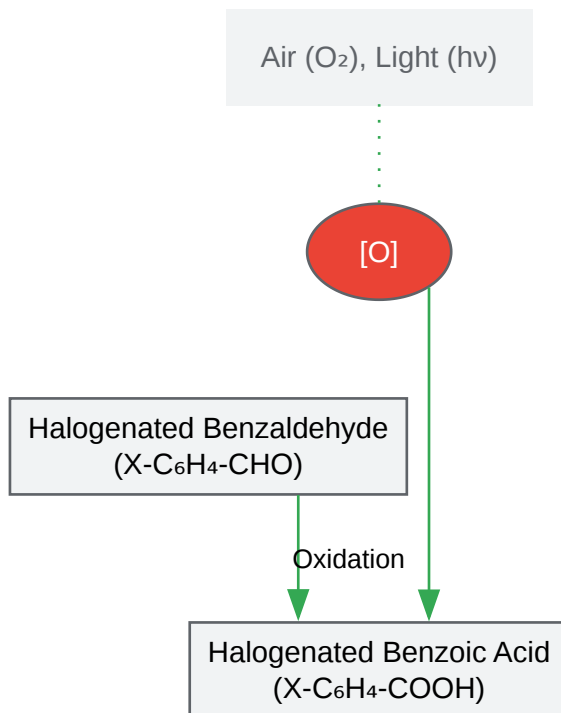 Air (O₂), Light (hν)
[O]
Halogenated Benzaldehyde
(X-C₆H₄-CHO)
Oxidation
Halogenated Benzoic Acid
(X-C₆H₄-COOH)